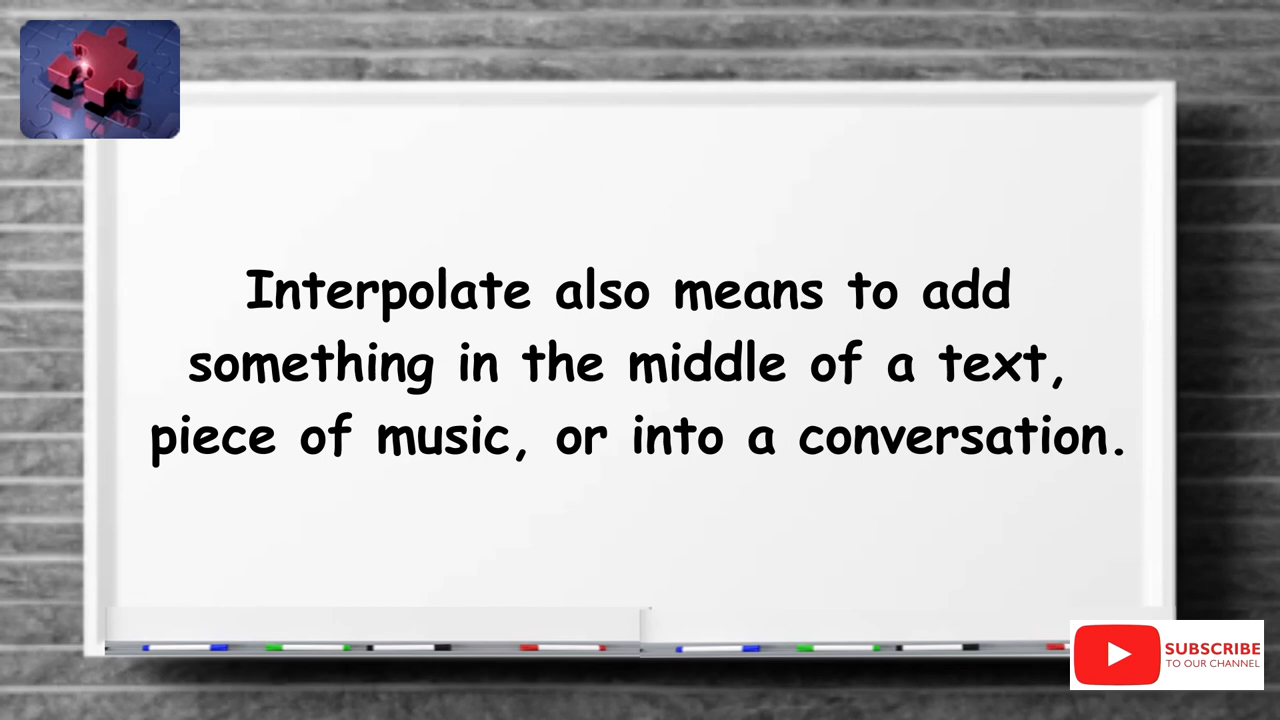 Interpolate also means to add
something in the middle of a text,
piece of music, or into a conversation.
SUBSCRIBE
TO OUR CHANNEL